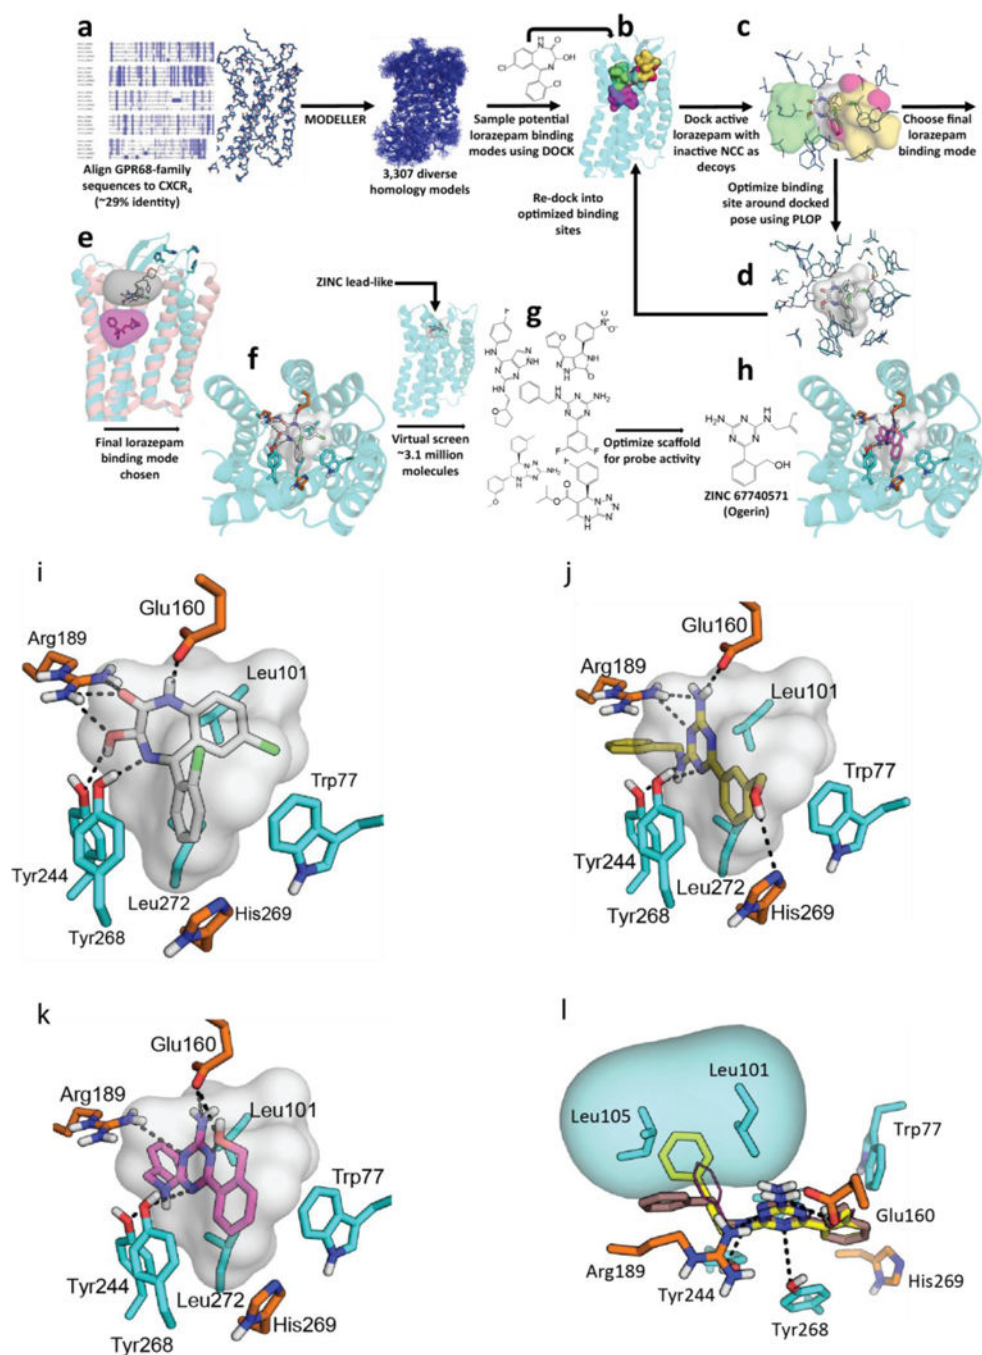 a
Align GPR68-family
sequences to CXCR4
(~29% identity)
MODELLER
3,307 diverse
homology models
Sample potential
lorazepam binding
modes using DOCK
b
Dock active
lorazepam with
inactive NCC as
decoys
c
Choose final
lorazepam
binding mode
Re-dock into
optimized binding
sites
Optimize binding
site around docked
pose using PLOP
d
e
Final lorazepam
binding mode
chosen
f
ZINC lead-like
Virtual screen
~3.1 million
molecules
g
Optimize scaffold
for probe activity
ZINC 67740571
(Ogerin)
h
i
Glu160
Arg189
Leu101
Trp77
Tyr244
Leu272
His269
Tyr268
j
Glu160
Arg189
Leu101
Trp77
Tyr244
Leu272
Tyr268
His269
k
Glu160
Arg189
Leu101
Trp77
Tyr244
Leu272
His269
Tyr268
l
Leu101
Leu105
Trp77
Glu160
Arg189
Tyr244
His269
Tyr268